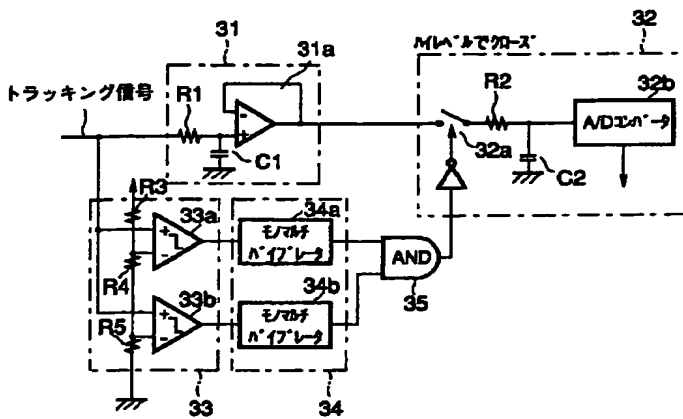 31
31a
32
ハイレベルでクローズ
トラッキング信号
R1
R2
32b
A/Dコンバータ
32a
C1
C2
R3
33a
34a
モノマルチ
バイブレータ
R4
AND
35
33b
34b
モノマルチ
バイブレータ
R5
33
34